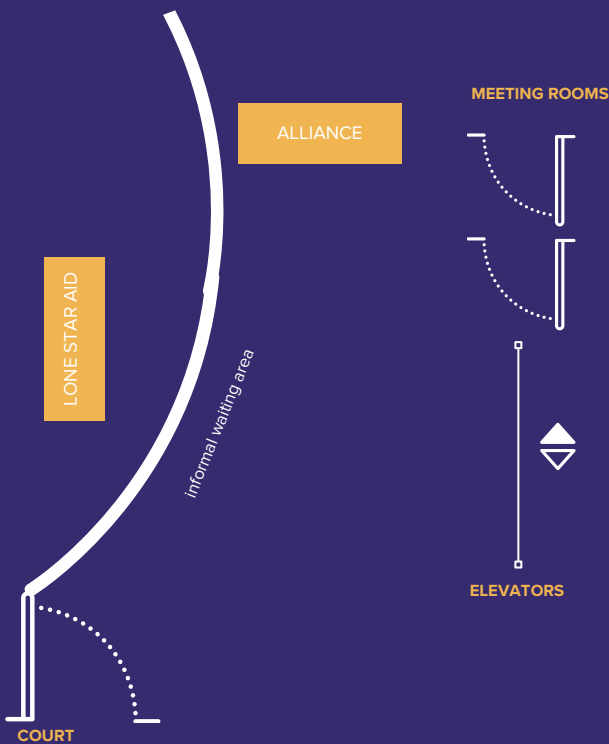 MEETING ROOMS
ALLIANCE
LONE STAR AID
informal waiting area
ELEVATORS
COURT